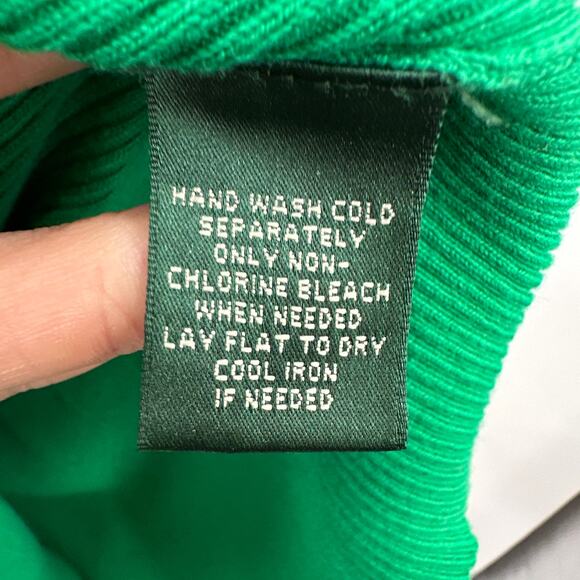 HAND WASH COLD
SEPARATELY
ONLY NON-
CHLORINE BLEACH
WHEN NEEDED
LAY FLAT TO DRY
COOL IRON
IF NEEDED